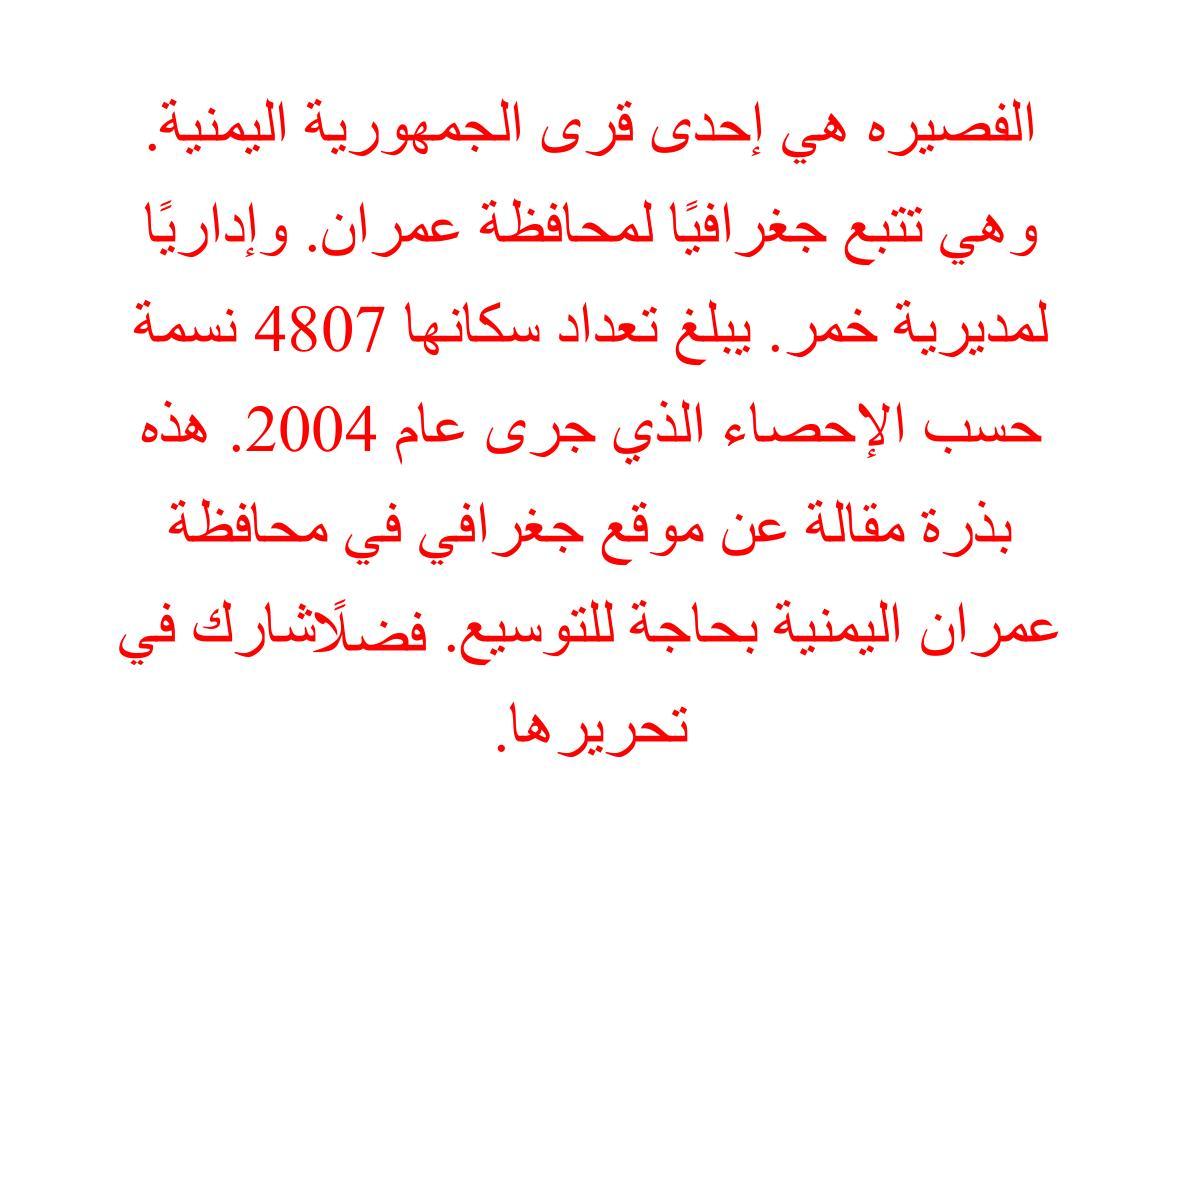 الفصيره هي إحدى قرى الجمهورية اليمنية.
وهي تتبع جغرافيًا لمحافظة عمران. وإداريًا
لمديرية خمر. يبلغ تعداد سكانها 4807 نسمة
حسب الإحصاء الذي جرى عام 2004. هذه
بذرة مقالة عن موقع جغرافي في محافظة
عمران اليمنية بحاجة للتوسيع. فضلًاشارك في
تحريرها.